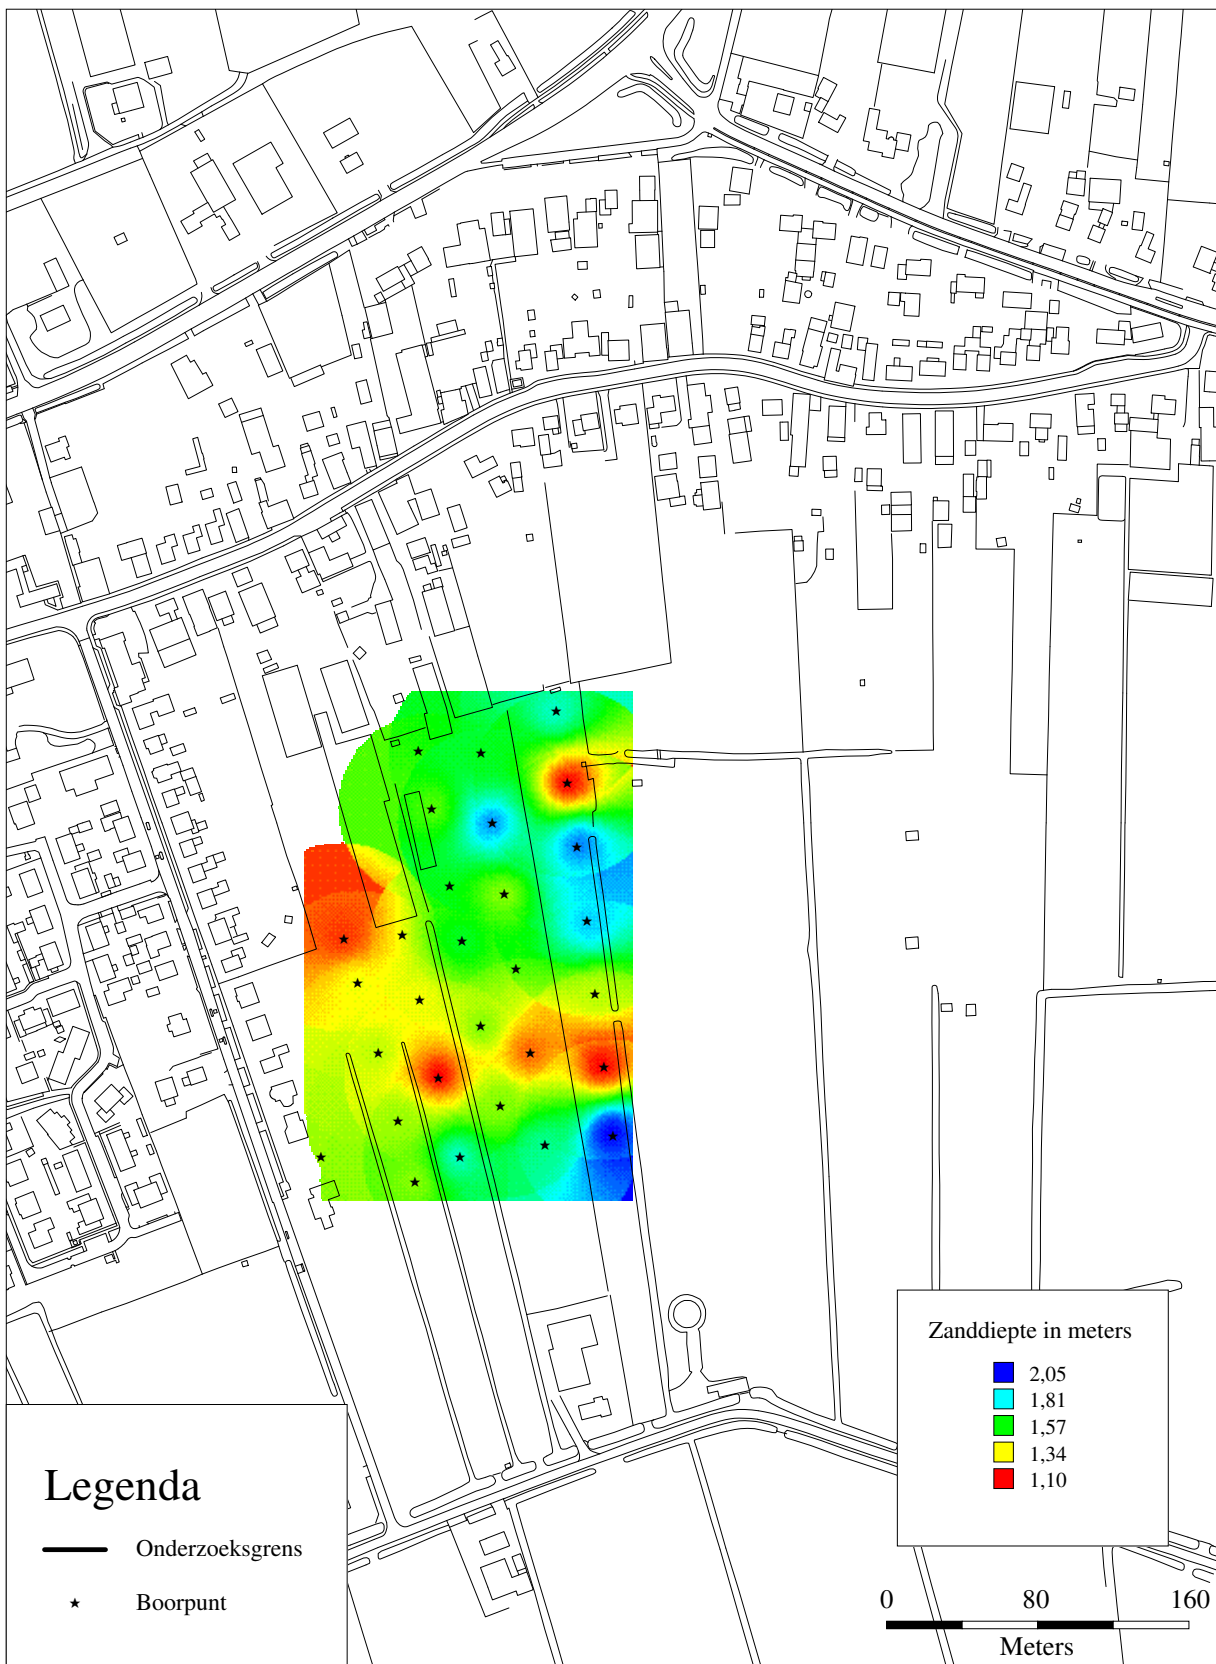 Zanddiepte in meters
2,05
1,81
1,57
1,34
1,10
Legenda
Onderzoeksgrens
Boorpunt
0 80 160
Meters